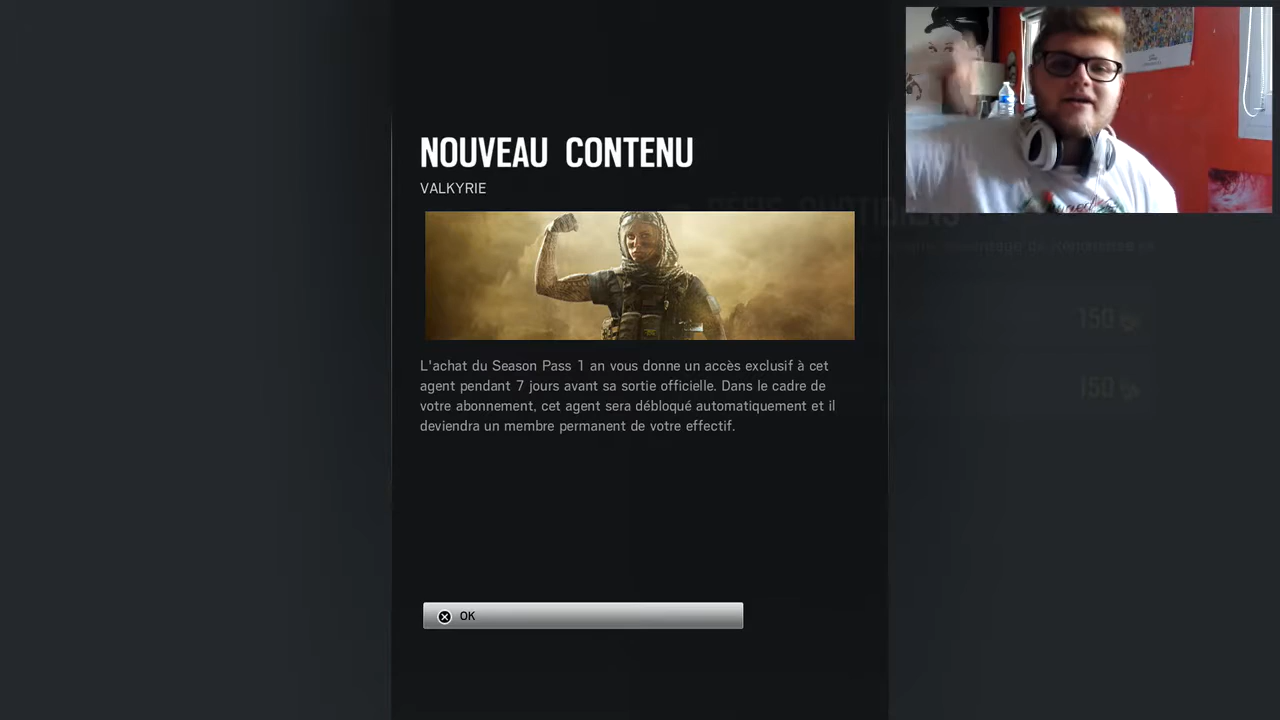 NOUVEAU CONTENU
VALKYRIE
DÉFIS QUOTIDIENS
L'achat du Season Pass 1 an vous donne un accès exclusif à cet
agent pendant 7 jours avant sa sortie officielle. Dans le cadre de
votre abonnement, cet agent sera débloqué automatiquement et il
deviendra un membre permanent de votre effectif.
150
150
OK